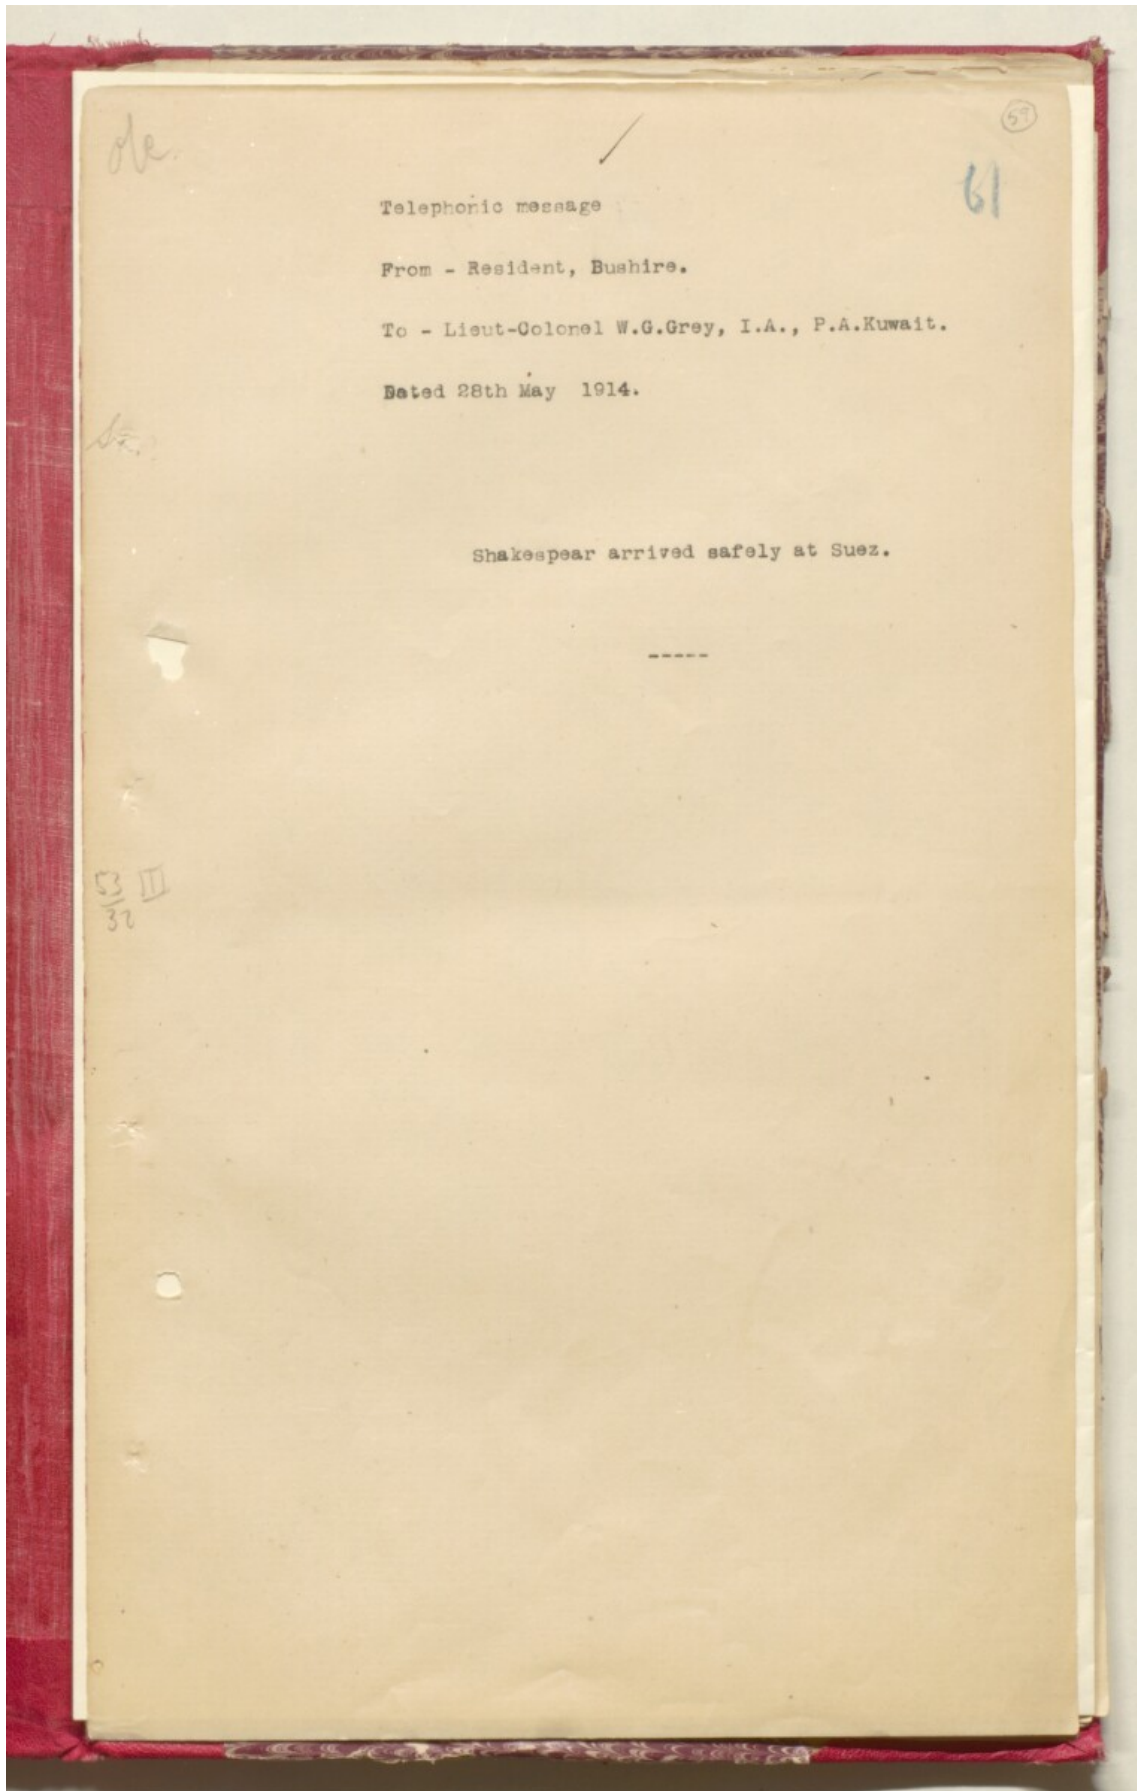 59
61
Telephonic message
From - Resident, Bushire.
To - Lieut-Colonel W.G.Grey, I.A., P.A.Kuwait.
Dated 28th May 1914.
Shakespear arrived safely at Suez.
-----
53 III
32